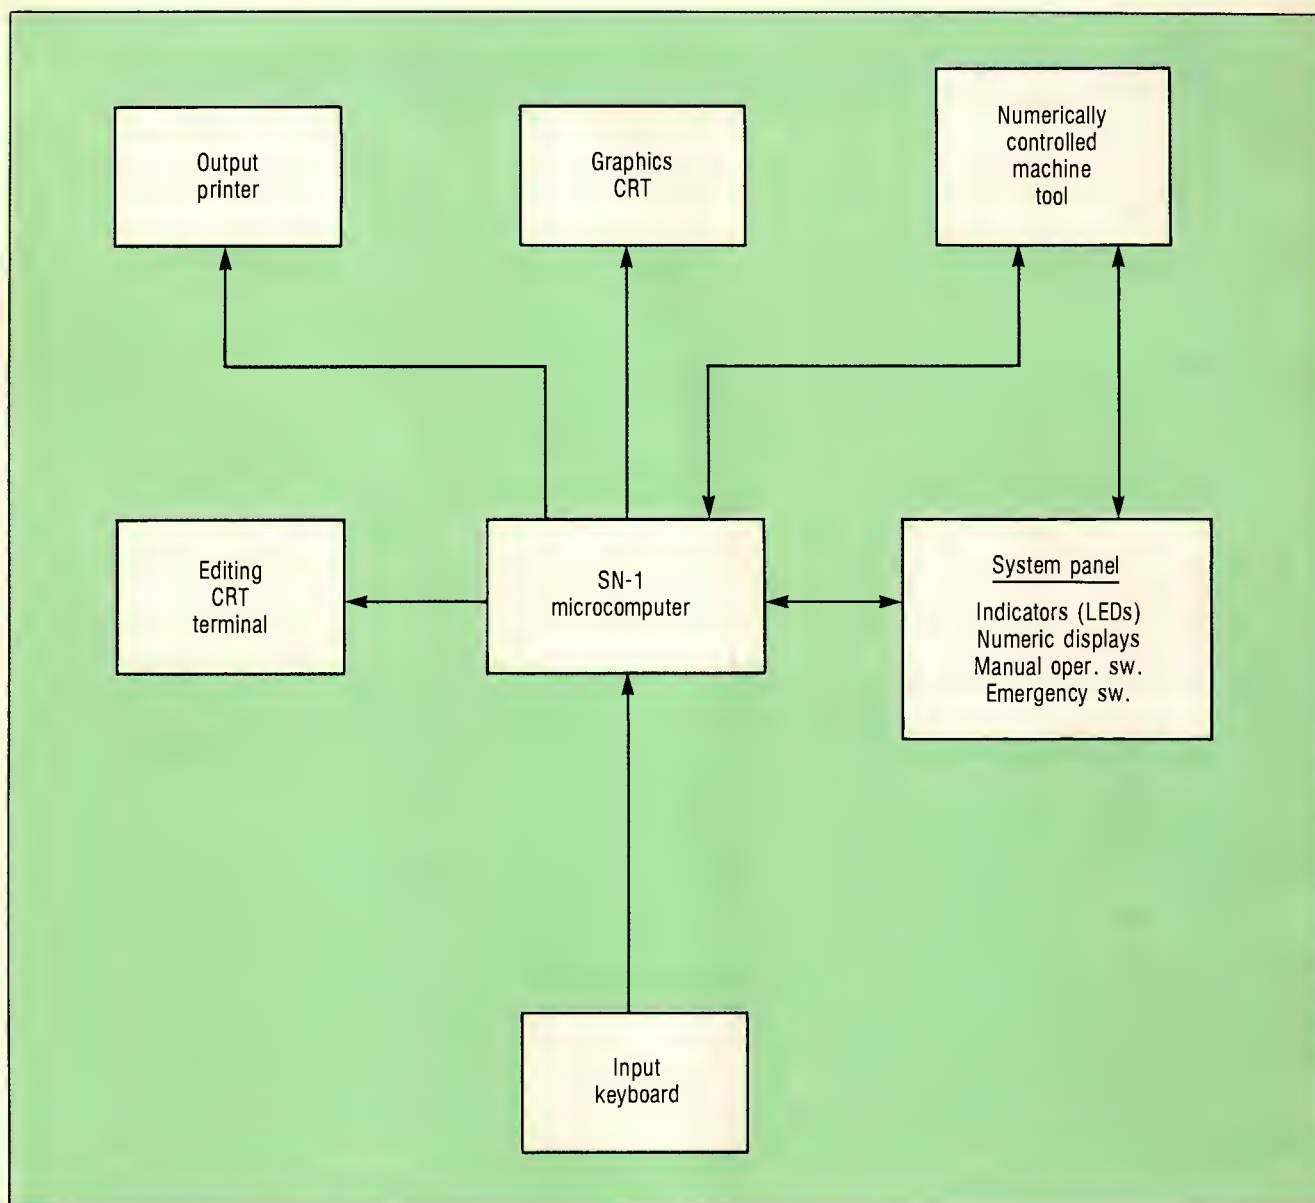 Output
printer
Graphics
CRT
Numerically
controlled
machine
tool
Editing
CRT
terminal
SN-1
microcomputer
System panel
Indicators (LEDs)
Numeric displays
Manual oper. sw.
Emergency sw.
Input
keyboard